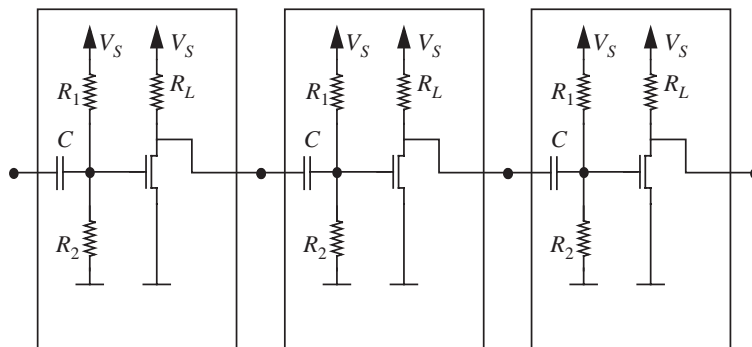 V_S V_S V_S V_S V_S V_S
R_1 R_L R_1 R_L R_1 R_L
C C C
R_2 R_2 R_2